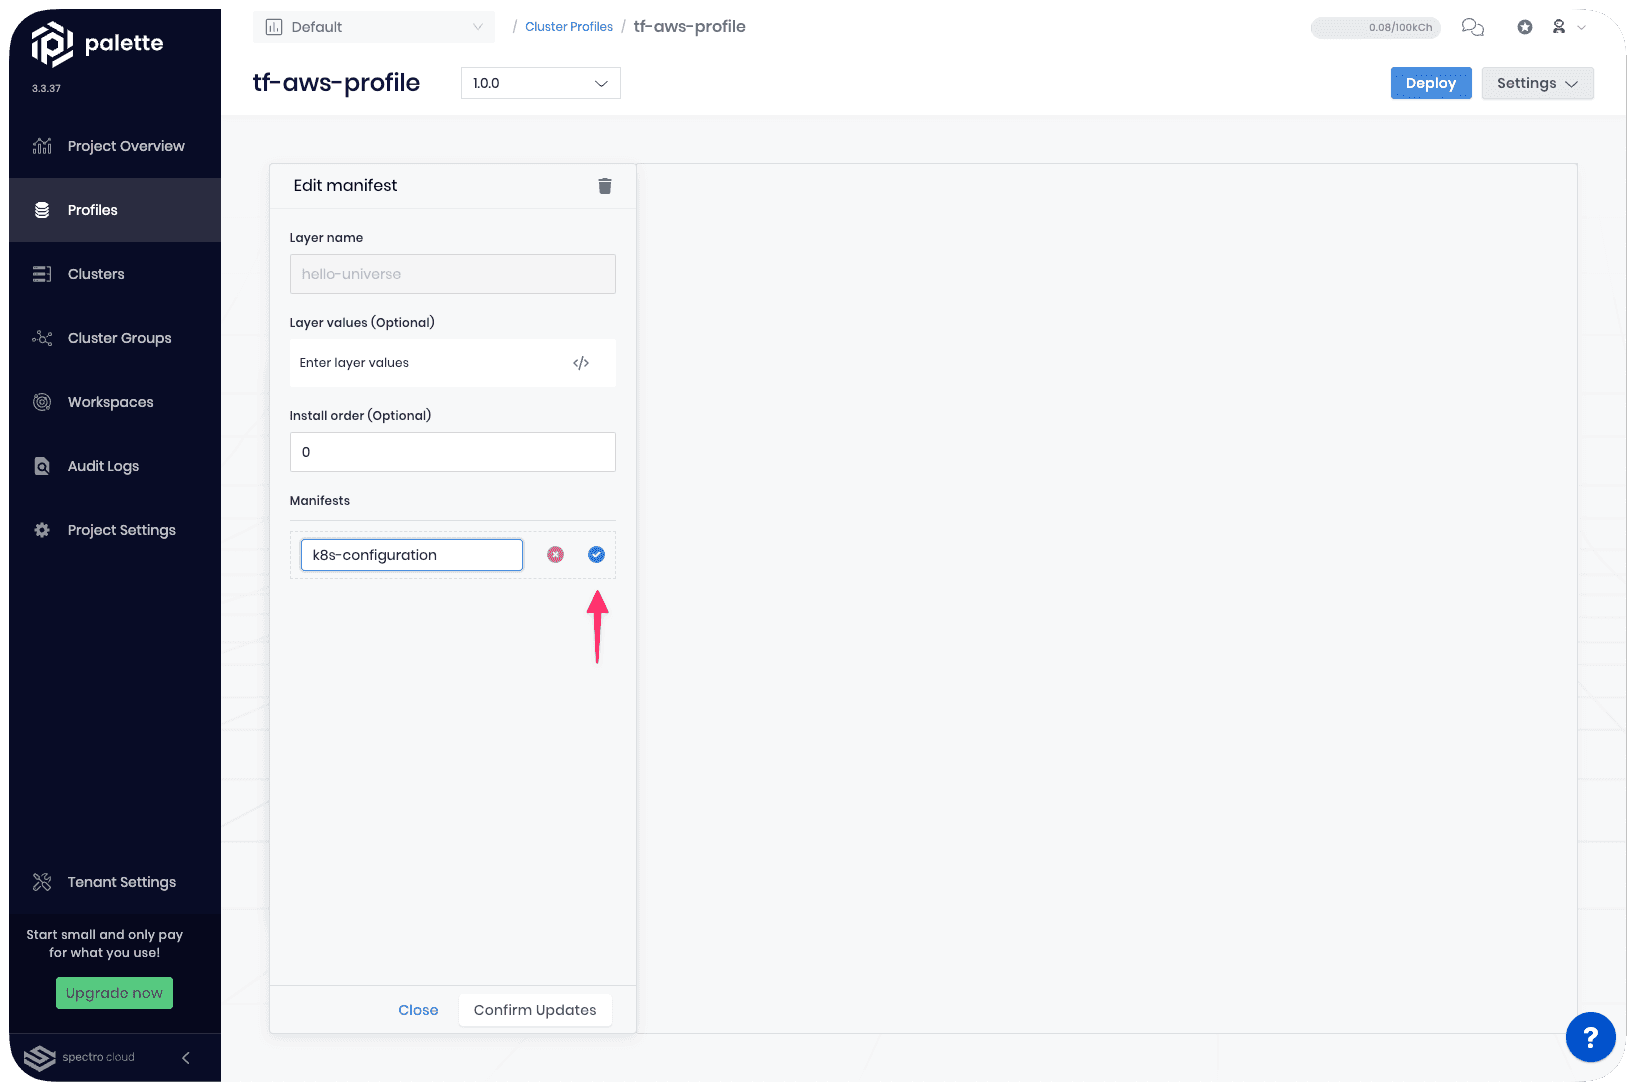 palette
3.3.37
Project Overview
Profiles
Clusters
Cluster Groups
Workspaces
Audit Logs
Project Settings
Tenant Settings
Start small and only pay
for what you use!
Upgrade now
spectro cloud
Default
/ Cluster Profiles / tf-aws-profile
0.08/100kCh
tf-aws-profile
1.0.0
Deploy
Settings
Edit manifest
Layer name
hello-universe
Layer values (Optional)
Enter layer values
</>
Install order (Optional)
0
Manifests
k8s-configuration
Close
Confirm Updates
?